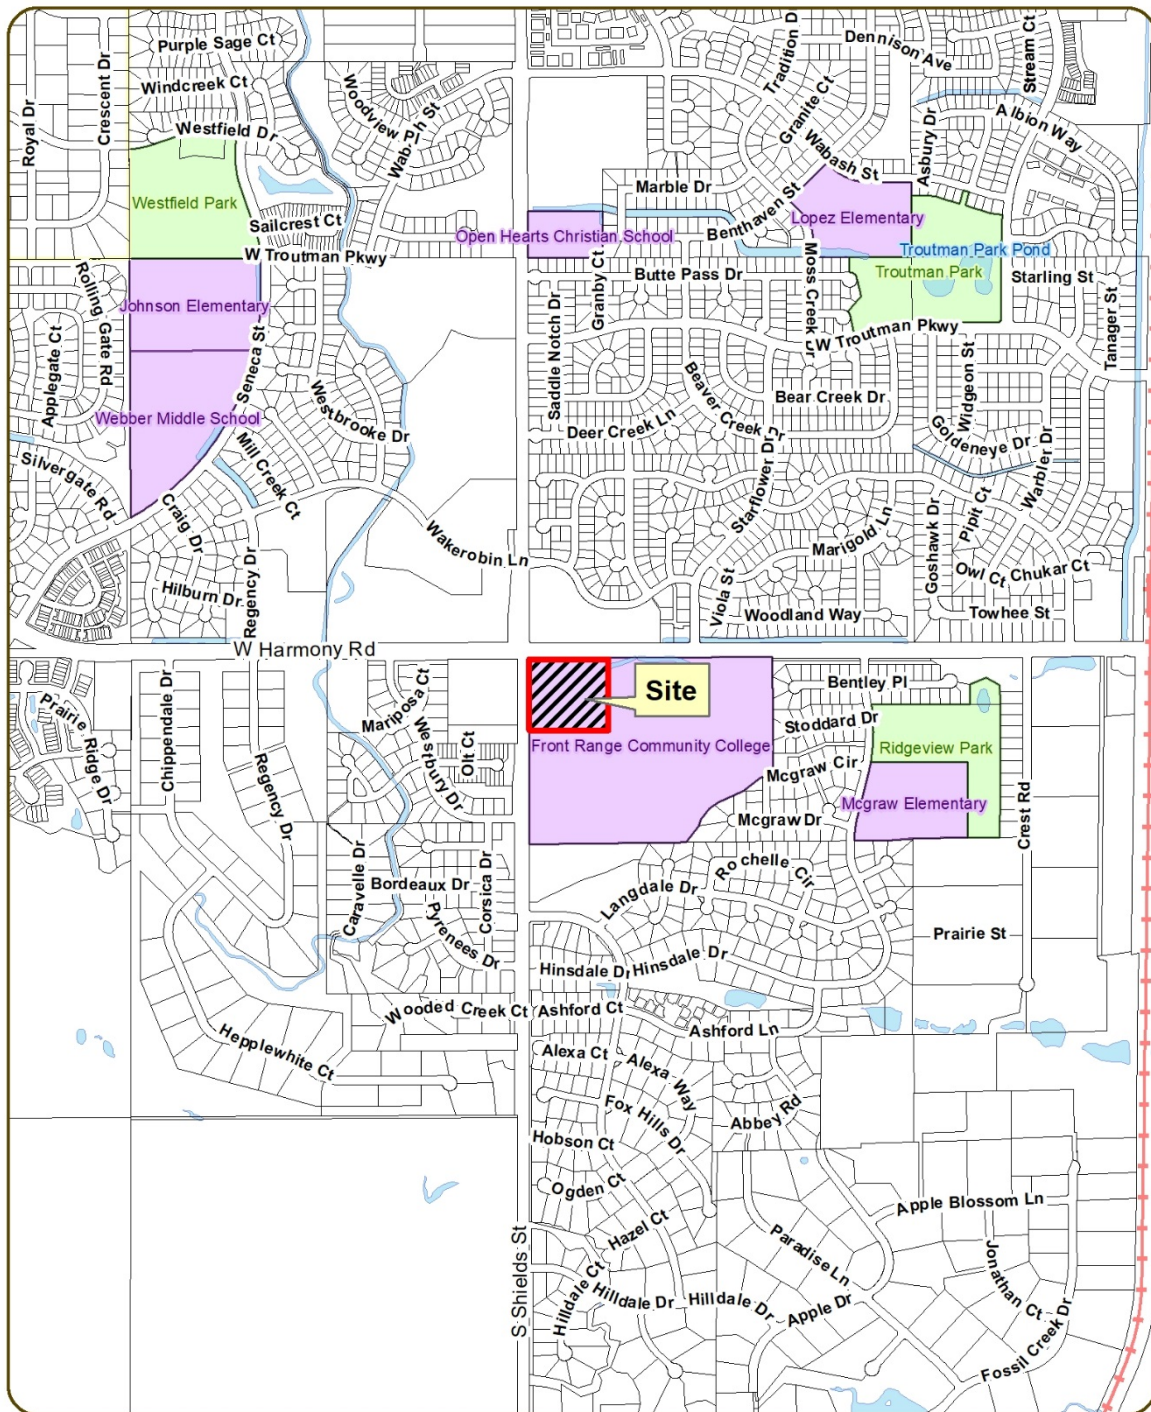 Purple Sage Ct
Windcreek Ct
Westfield Dr
Royal Dr
Crescent Dr
Woodview Pl
Tradition D
Dennison Ave
Stream Ct
Granite Ct
Wabash St
Asbury Dr
Albion Way
Marble Dr
Westfield Park
Sailcrest Ct
W Troutman Pkwy
Open Hearts Christian School
Benthaven St
Lopez Elementary
Troutman Park Pond
Troutman Park
Starling St
Tanager St
Rolling Gate Rd
Johnson Elementary
Applegate Ct
Seneca St
Webber Middle School
Westbrooke Dr
Saddle Notch Dr
Granby Ct
Butte Pass Dr
Moss Creek Dr
W Troutman Pkwy
Beaver Creek Dr
Bear Creek Dr
Deer Creek Ln
Widgeon St
Goldeneye Dr
Warbler Dr
Silvergate Rd
Mill Creek Ct
Craig Dr
Starflower Dr
Marigold Ln
Pipit Ct
Goshawk Dr
Wakerobin Ln
Hilburn Dr
Regency Dr
Viola St
Owl Ct
Chukar Ct
Woodland Way
Towhee St
W Harmony Rd
Site
Front Range Community College
Bentley Pl
Stoddard Dr
Ridgeview Park
Mcgraw Cir
Mcgraw Elementary
Mcgraw Dr
Crest Rd
Prairie Ridge Dr
Chippendale Dr
Regency Dr
Mariposa Ct
Westbury Dr
Olt Ct
Caravelle Dr
Bordeaux Dr
Corsica Dr
Pyrenees Dr
Langdale Dr
Rochelle Cir
Prairie St
Hinsdale Dr
Hinsdale Dr
Wooded Creek Ct
Ashford Ct
Ashford Ln
Hepplewhite Ct
Alexa Ct
Alexa Way
Fox Hills Dr
Abbey Rd
Hobson Ct
Ogden Ct
Hazel Ct
Apple Blossom Ln
Paradise Ln
Jonathan Ct
S Shields St
Hilldale Ct
Hilldale Dr
Hilldale Dr
Apple Dr
Fossil Creek Dr